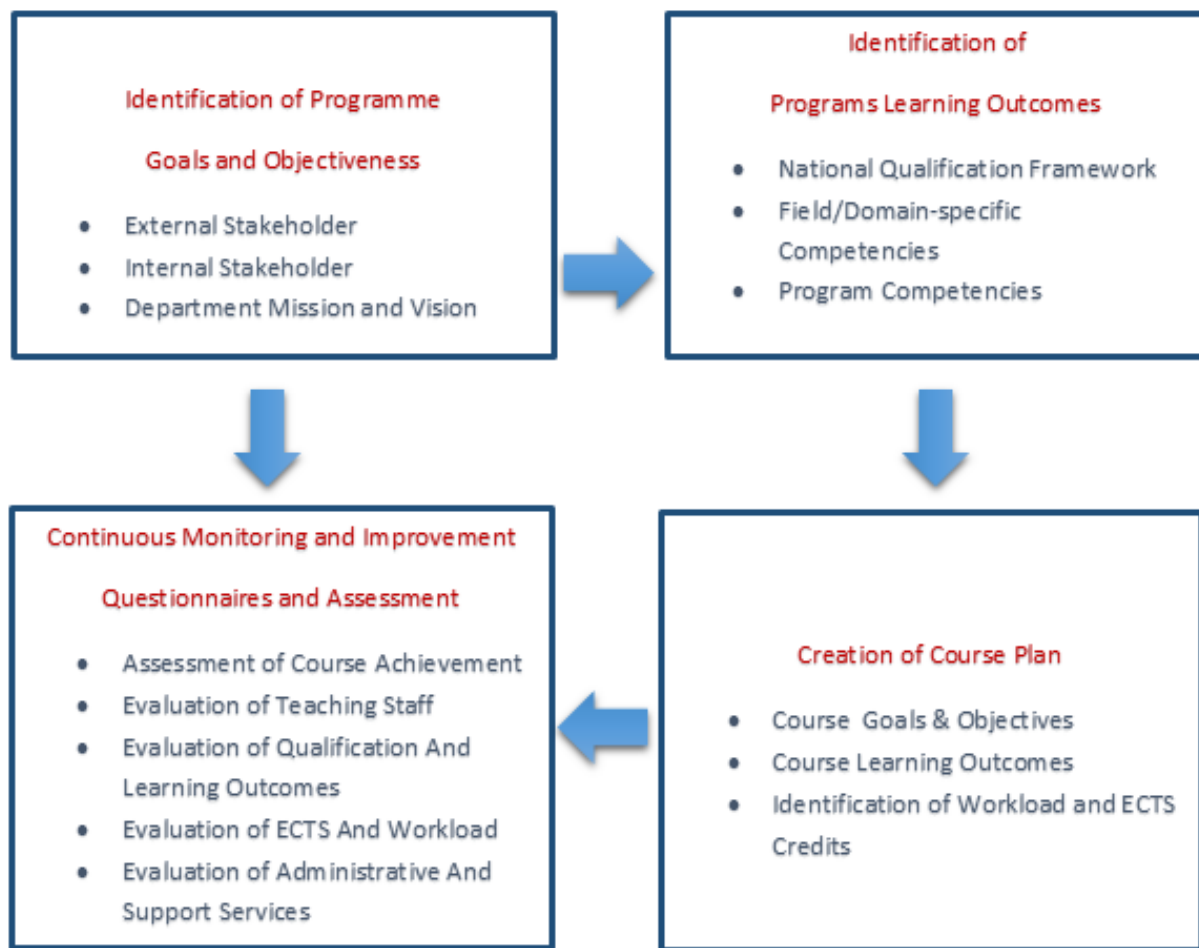 Identification of Programme
Goals and Objectiveness
● External Stakeholder
● Internal Stakeholder
● Department Mission and Vision
Identification of
Programs Learning Outcomes
● National Qualification Framework
● Field/Domain-specific
Competencies
● Program Competencies
Continuous Monitoring and Improvement
Questionnaires and Assessment
● Assessment of Course Achievement
● Evaluation of Teaching Staff
● Evaluation of Qualification And
Learning Outcomes
● Evaluation of ECTS And Workload
● Evaluation of Administrative And
Support Services
Creation of Course Plan
● Course Goals & Objectives
● Course Learning Outcomes
● Identification of Workload and ECTS
Credits